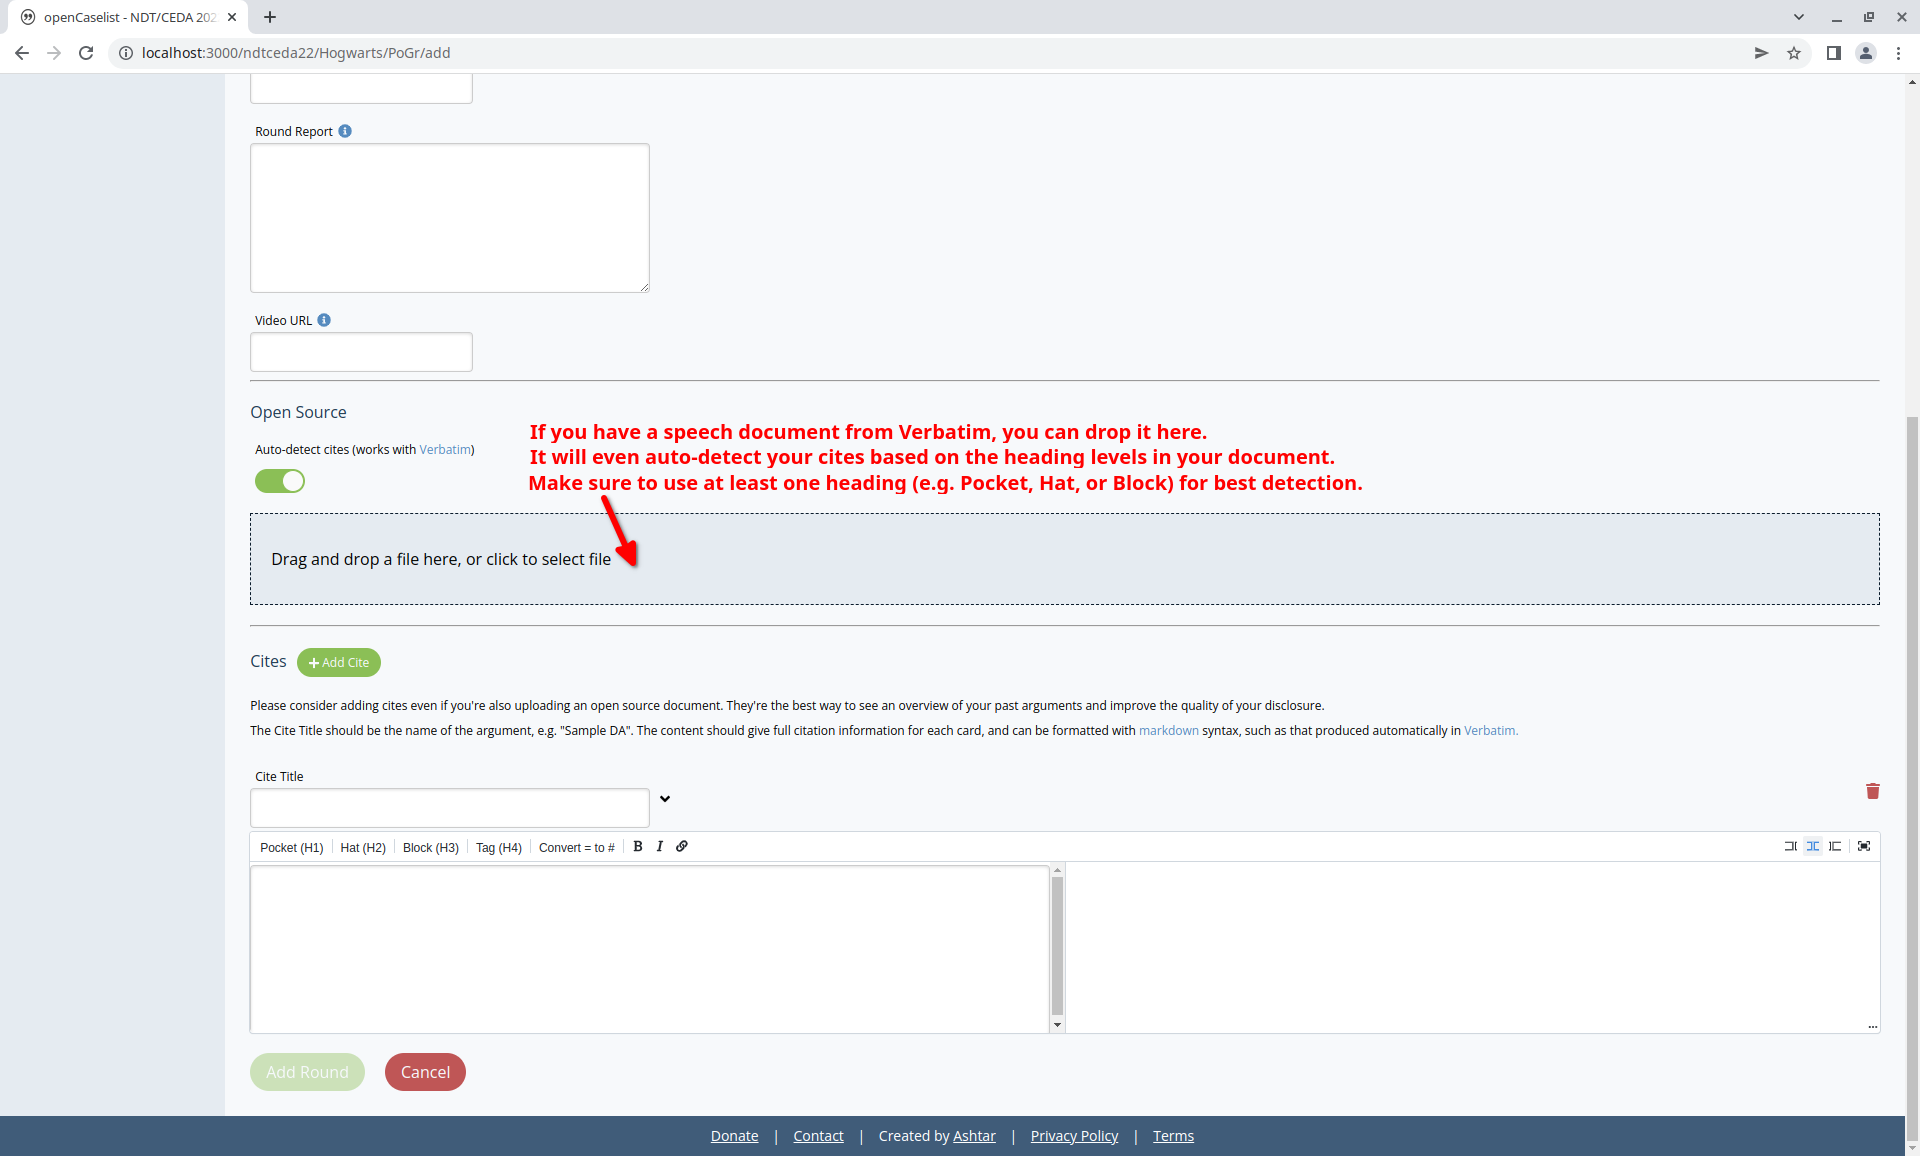 openCaselist - NDT/CEDA 202
localhost:3000/ndtceda22/Hogwarts/PoGr/add
Round Report
Video URL
Open Source
Auto-detect cites (works with Verbatim)
If you have a speech document from Verbatim, you can drop it here.
It will even auto-detect your cites based on the heading levels in your document.
Make sure to use at least one heading (e.g. Pocket, Hat, or Block) for best detection.
Drag and drop a file here, or click to select file
Cites + Add Cite
Please consider adding cites even if you're also uploading an open source document. They're the best way to see an overview of your past arguments and improve the quality of your disclosure.
The Cite Title should be the name of the argument, e.g. "Sample DA". The content should give full citation information for each card, and can be formatted with markdown syntax, such as that produced automatically in Verbatim.
Cite Title
Pocket (H1) Hat (H2) Block (H3) Tag (H4) Convert = to # B I
Add Round Cancel
Donate | Contact | Created by Ashtar | Privacy Policy | Terms